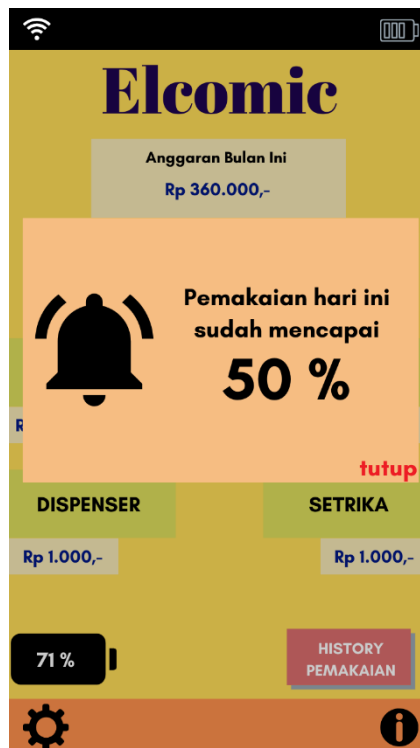 Elcomic
Anggaran Bulan Ini
Rp 360.000,-
Pemakaian hari ini
sudah mencapai
50 %
tutup
DISPENSER
SETRIKA
Rp 1.000,-
Rp 1.000,-
71 %
HISTORY
PEMAKAIAN